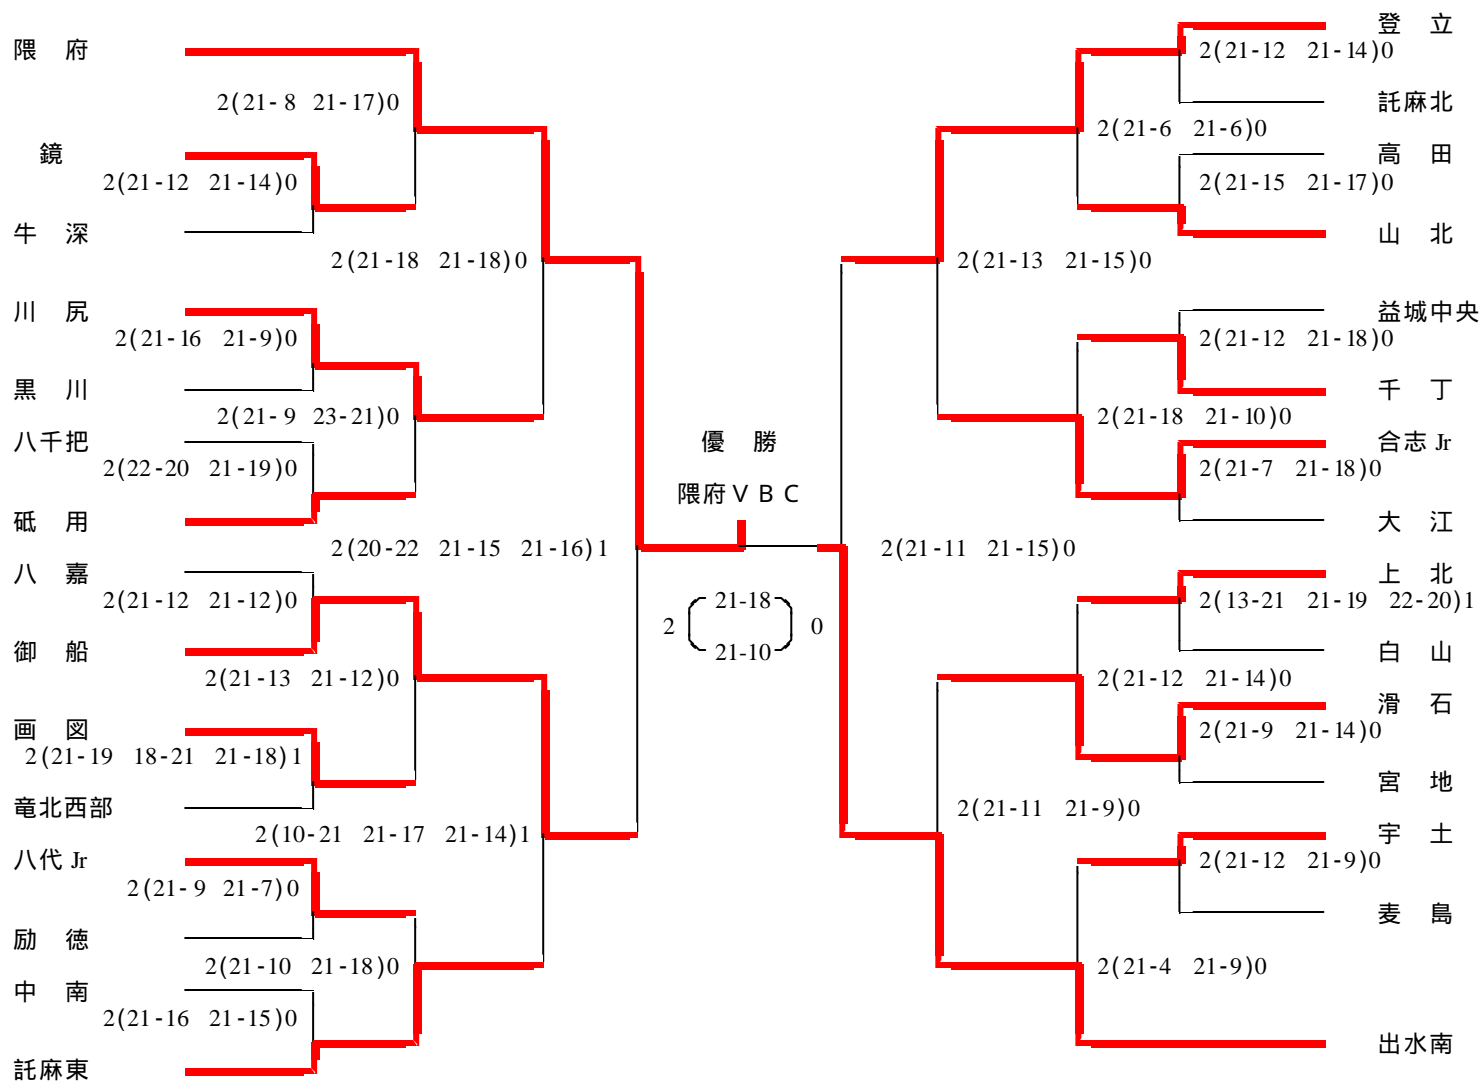 隈　府
2(21-8 21-17)0
鏡
2(21-12 21-14)0
牛　深
2(21-18 21-18)0
川　尻
2(21-16 21-9)0
黒　川
2(21-9 23-21)0
八千把
2(22-20 21-19)0
砥　用
2(20-22 21-15 21-16)1
八　嘉
2(21-12 21-12)0
御　船
2(21-13 21-12)0
画　図
2(21-19 18-21 21-18)1
竜北西部
2(10-21 21-17 21-14)1
八代 Jr
2(21-9 21-7)0
励　徳
2(21-10 21-18)0
中　南
2(21-16 21-15)0
託麻東
優　勝
隈府ＶＢＣ
21-18
2 0
21-10
登　立
2(21-12 21-14)0
託麻北
2(21-6 21-6)0
高　田
2(21-15 21-17)0
山　北
2(21-13 21-15)0
益城中央
2(21-12 21-18)0
千　丁
2(21-18 21-10)0
合志 Jr
2(21-7 21-18)0
大　江
2(21-11 21-15)0
上　北
2(13-21 21-19 22-20)1
白　山
2(21-12 21-14)0
滑　石
2(21-9 21-14)0
宮　地
2(21-11 21-9)0
宇　土
2(21-12 21-9)0
麦　島
2(21-4 21-9)0
出水南